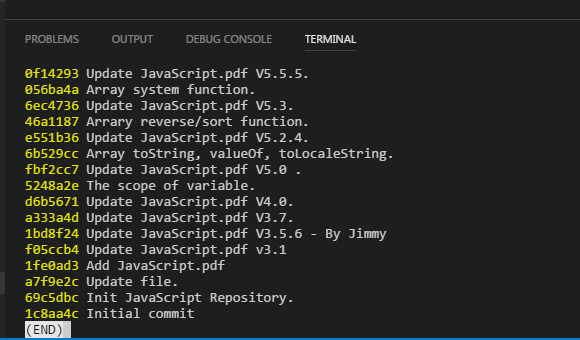 PROBLEMS OUTPUT DEBUG CONSOLE TERMINAL
0f14293 Update JavaScript.pdf V5.5.5.
056ba4a Array system function.
6ec4736 Update JavaScript.pdf V5.3.
46a1187 Arrary reverse/sort function.
e551b36 Update JavaScript.pdf V5.2.4.
6b529cc Array toString, valueOf, toLocaleString.
fbf2cc7 Update JavaScript.pdf V5.0 .
5248a2e The scope of variable.
d6b5671 Update JavaScript.pdf V4.0.
a333a4d Update JavaScript.pdf V3.7.
1bd8f24 Update JavaScript.pdf V3.5.6 - By Jimmy
f05ccb4 Update JavaScript.pdf v3.1
1fe0ad3 Add JavaScript.pdf
a7f9e2c Update file.
69c5dbc Init JavaScript Repository.
1c8aa4c Initial commit
(END)